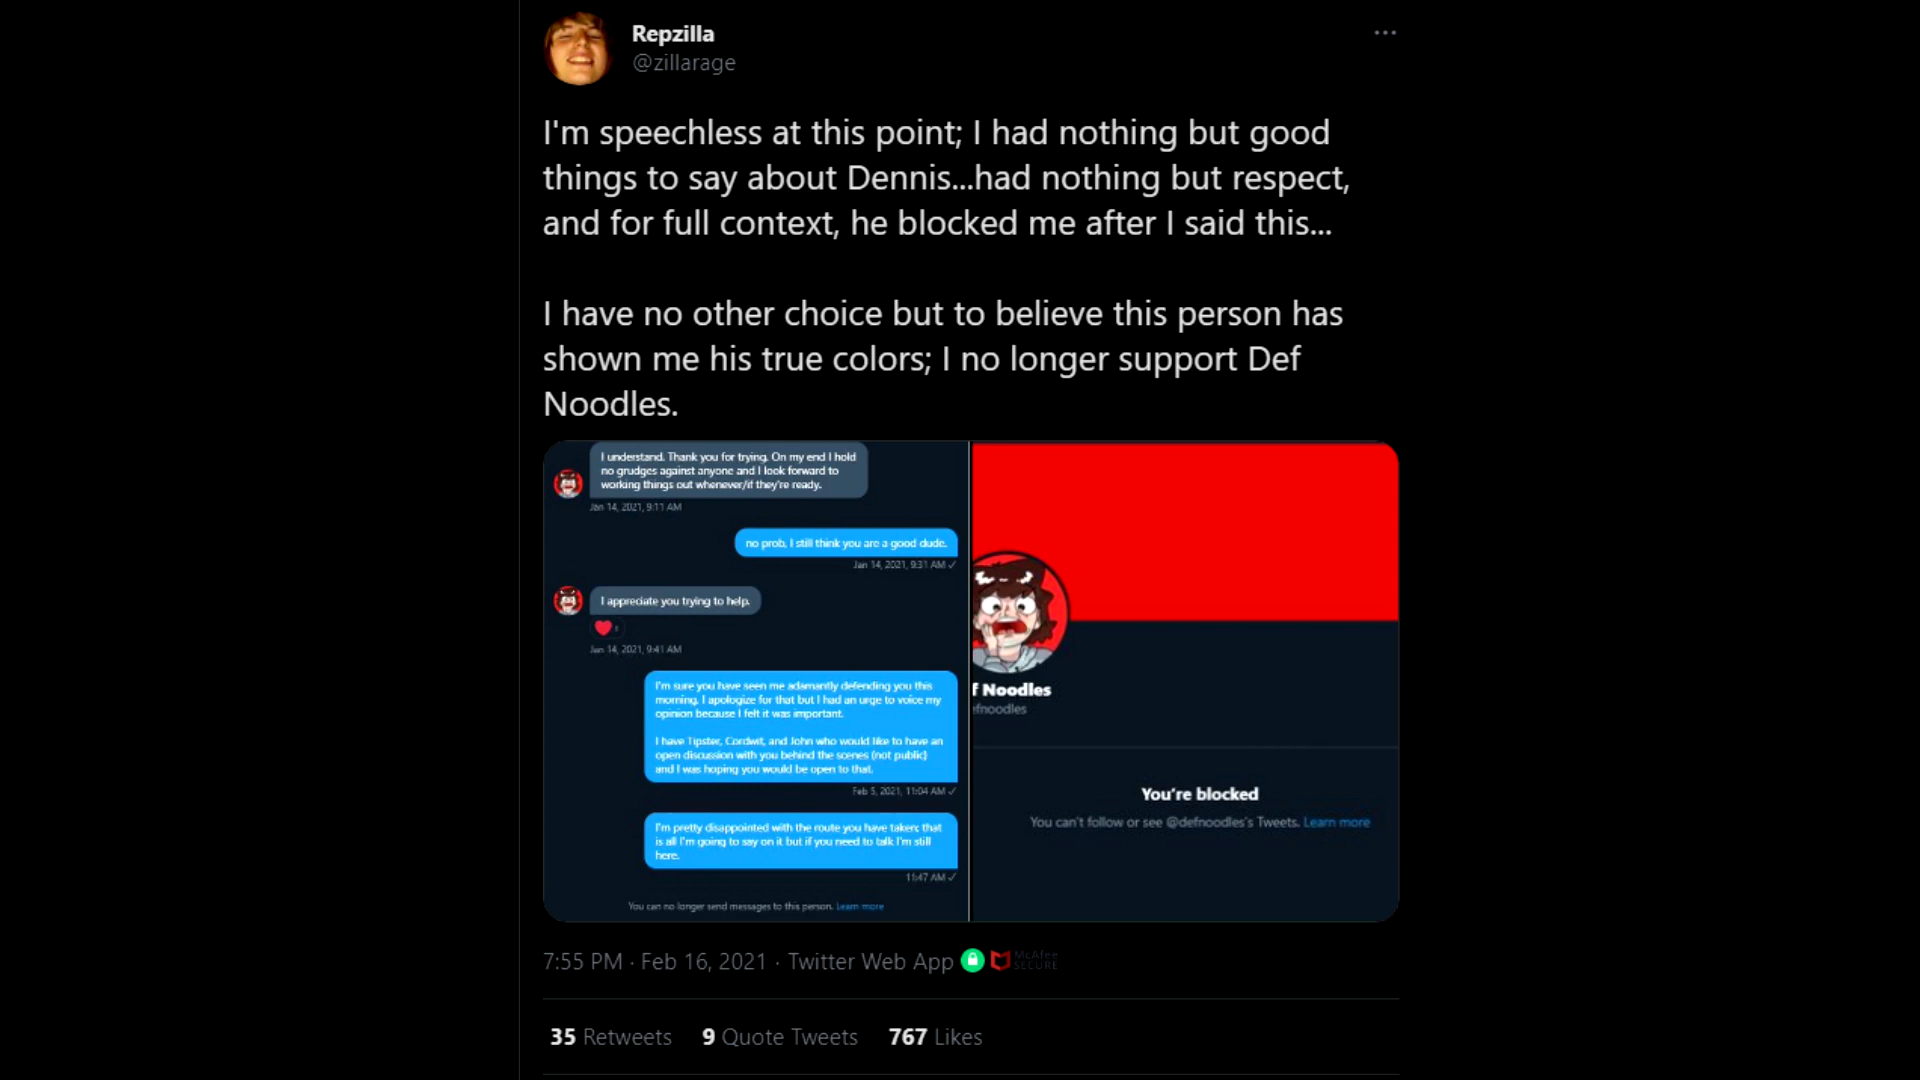 Repzilla
@zillarage
I'm speechless at this point; I had nothing but good
things to say about Dennis...had nothing but respect,
and for full context, he blocked me after I said this...
I have no other choice but to believe this person has
shown me his true colors; I no longer support Def
Noodles.
I understand. Thank you for trying. On my end I hold
no grudges against anyone and I look forward to
working things out whenever/if they're ready.
Jan 14, 2021, 9:11 AM
no prob, I still think you are a good dude.
Jan 14, 2021, 9:31 AM ✓
I appreciate you trying to help.
Jan 14, 2021, 9:41 AM
I'm sure you have seen me adamantly defending you this
morning. I apologize for that but I had an urge to voice my
opinion because I felt it was important.
I have Tipster, Cordwit, and John who would like to have an
open discussion with you behind the scenes (not public)
and I was hoping you would be open to that.
Feb 5, 2021, 11:04 AM ✓
I'm pretty disappointed with the route you have taken; that
is all I'm going to say on it but if you need to talk I'm still
here.
11:47 AM ✓
You can no longer send messages to this person. Learn more
f Noodles
efnoodles
You're blocked
You can't follow or see @defnoodles's Tweets. Learn more
7:55 PM · Feb 16, 2021 · Twitter Web App
McAfee
SECURE
35 Retweets 9 Quote Tweets 767 Likes